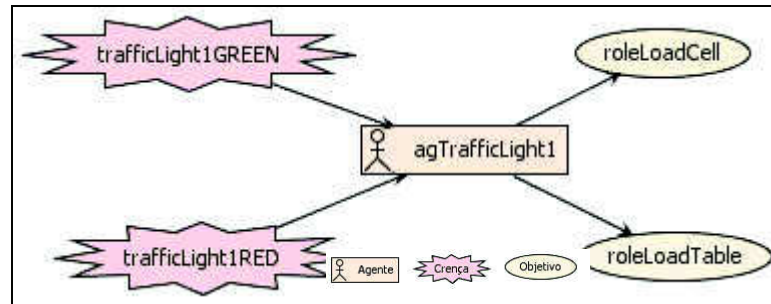 trafficLight1GREEN
roleLoadCell
agTrafficLight1
trafficLight1RED
Agente
Crença
Objetivo
roleLoadTable